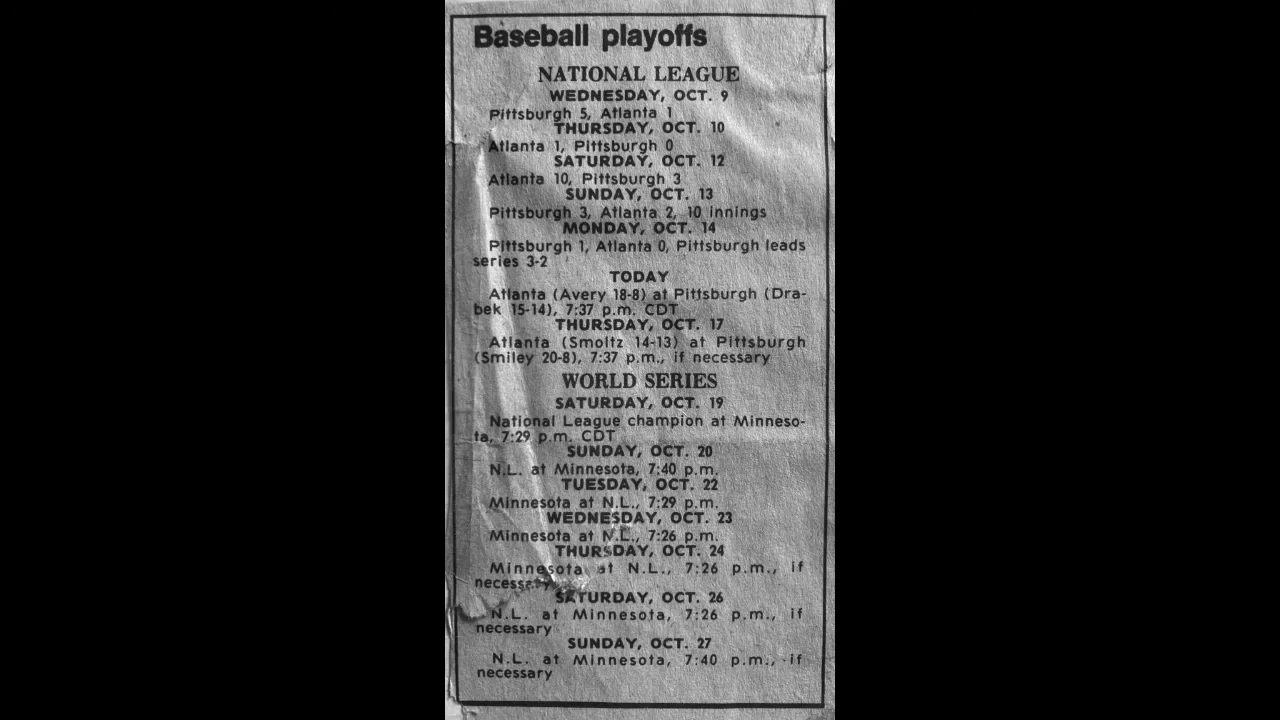 Baseball playoffs
NATIONAL LEAGUE
WEDNESDAY, OCT. 9
Pittsburgh 5, Atlanta 1
THURSDAY, OCT. 10
Atlanta 1, Pittsburgh 0
SATURDAY, OCT. 12
Atlanta 10, Pittsburgh 3
SUNDAY, OCT. 13
Pittsburgh 3, Atlanta 2, 10 innings
MONDAY, OCT. 14
Pittsburgh 1, Atlanta 0, Pittsburgh leads
series 3-2
TODAY
Atlanta (Avery 18-8) at Pittsburgh (Dra-
bek 15-14), 7:37 p.m. CDT
THURSDAY, OCT. 17
Atlanta (Smoltz 14-13) at Pittsburgh
(Smiley 20-8), 7:37 p.m., if necessary
WORLD SERIES
SATURDAY, OCT. 19
National League champion at Minneso-
ta, 7:29 p.m. CDT
SUNDAY, OCT. 20
N.L. at Minnesota, 7:40 p.m.
TUESDAY, OCT. 22
Minnesota at N.L., 7:29 p.m.
WEDNESDAY, OCT. 23
Minnesota at N.L., 7:26 p.m.
THURSDAY, OCT. 24
Minnesota at N.L., 7:26 p.m., if
necessary
SATURDAY, OCT. 26
N.L. at Minnesota, 7:26 p.m., if
necessary
SUNDAY, OCT. 27
N.L. at Minnesota, 7:40 p.m., if
necessary